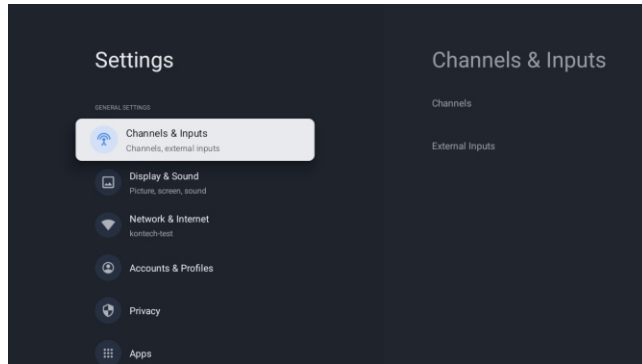 Settings
GENERAL SETTINGS
Channels & Inputs
Channels, external inputs
Display & Sound
Picture, screen, sound
Network & Internet
kontech-test
Accounts & Profiles
Privacy
Apps
Channels & Inputs
Channels
External Inputs